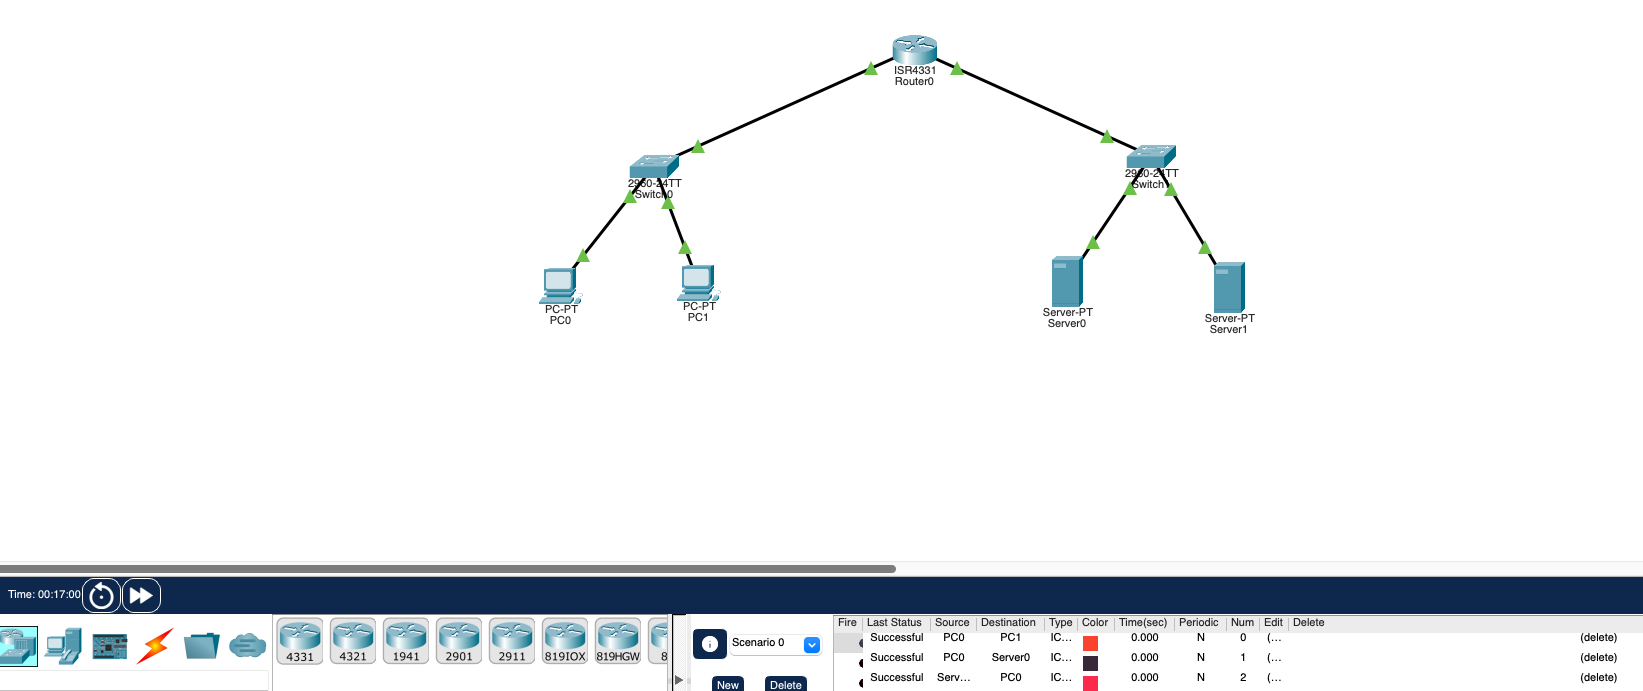 ISR4331
Router0
2960-24TT
Switch0
2960-24TT
Switch1
PC-PT
PC0
PC-PT
PC1
Server-PT
Server0
Server-PT
Server1
Time: 00:17:00
4331
4321
1941
2901
2911
819IOX
819HGW
8
Scenario 0
New
Delete
Fire Last Status Source Destination Type Color Time(sec) Periodic Num Edit Delete
Successful PC0 PC1 IC... 0.000 N 0 (... (delete)
Successful PC0 Server0 IC... 0.000 N 1 (... (delete)
Successful Serv... PC0 IC... 0.000 N 2 (... (delete)